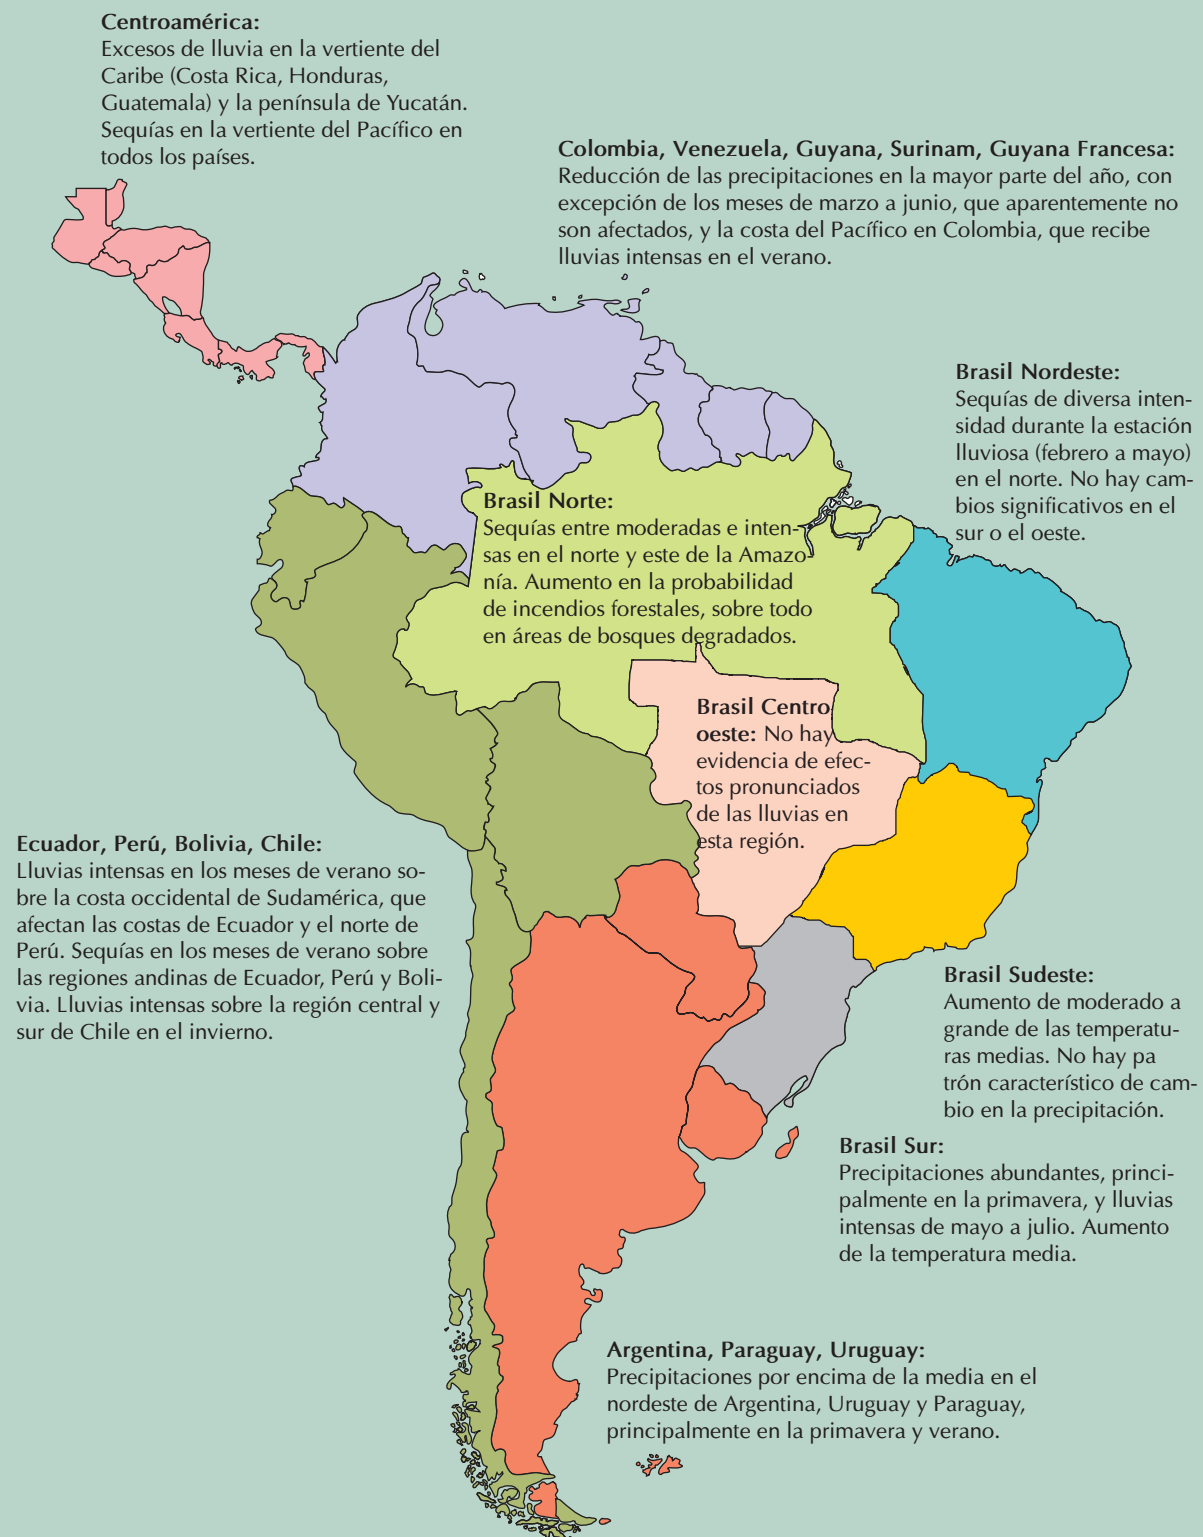 Centroamérica:
Excesos de lluvia en la vertiente del
Caribe (Costa Rica, Honduras,
Guatemala) y la península de Yucatán.
Sequías en la vertiente del Pacífico en
todos los países.
Colombia, Venezuela, Guyana, Surinam, Guyana Francesa:
Reducción de las precipitaciones en la mayor parte del año, con
excepción de los meses de marzo a junio, que aparentemente no
son afectados, y la costa del Pacífico en Colombia, que recibe
lluvias intensas en el verano.
Brasil Nordeste:
Sequías de diversa inten-
sidad durante la estación
lluviosa (febrero a mayo)
en el norte. No hay cam-
bios significativos en el
sur o el oeste.
Brasil Norte:
Sequías entre moderadas e inten-
sas en el norte y este de la Amazo-
nía. Aumento en la probabilidad
de incendios forestales, sobre todo
en áreas de bosques degradados.
Brasil Centro
oeste: No hay
evidencia de efec-
tos pronunciados
de las lluvias en
esta región.
Ecuador, Perú, Bolivia, Chile:
Lluvias intensas en los meses de verano so-
bre la costa occidental de Sudamérica, que
afectan las costas de Ecuador y el norte de
Perú. Sequías en los meses de verano sobre
las regiones andinas de Ecuador, Perú y Boli-
via. Lluvias intensas sobre la región central y
sur de Chile en el invierno.
Brasil Sudeste:
Aumento de moderado a
grande de las temperatu-
ras medias. No hay pa
trón característico de cam-
bio en la precipitación.
Brasil Sur:
Precipitaciones abundantes, princi-
palmente en la primavera, y lluvias
intensas de mayo a julio. Aumento
de la temperatura media.
Argentina, Paraguay, Uruguay:
Precipitaciones por encima de la media en el
nordeste de Argentina, Uruguay y Paraguay,
principalmente en la primavera y verano.